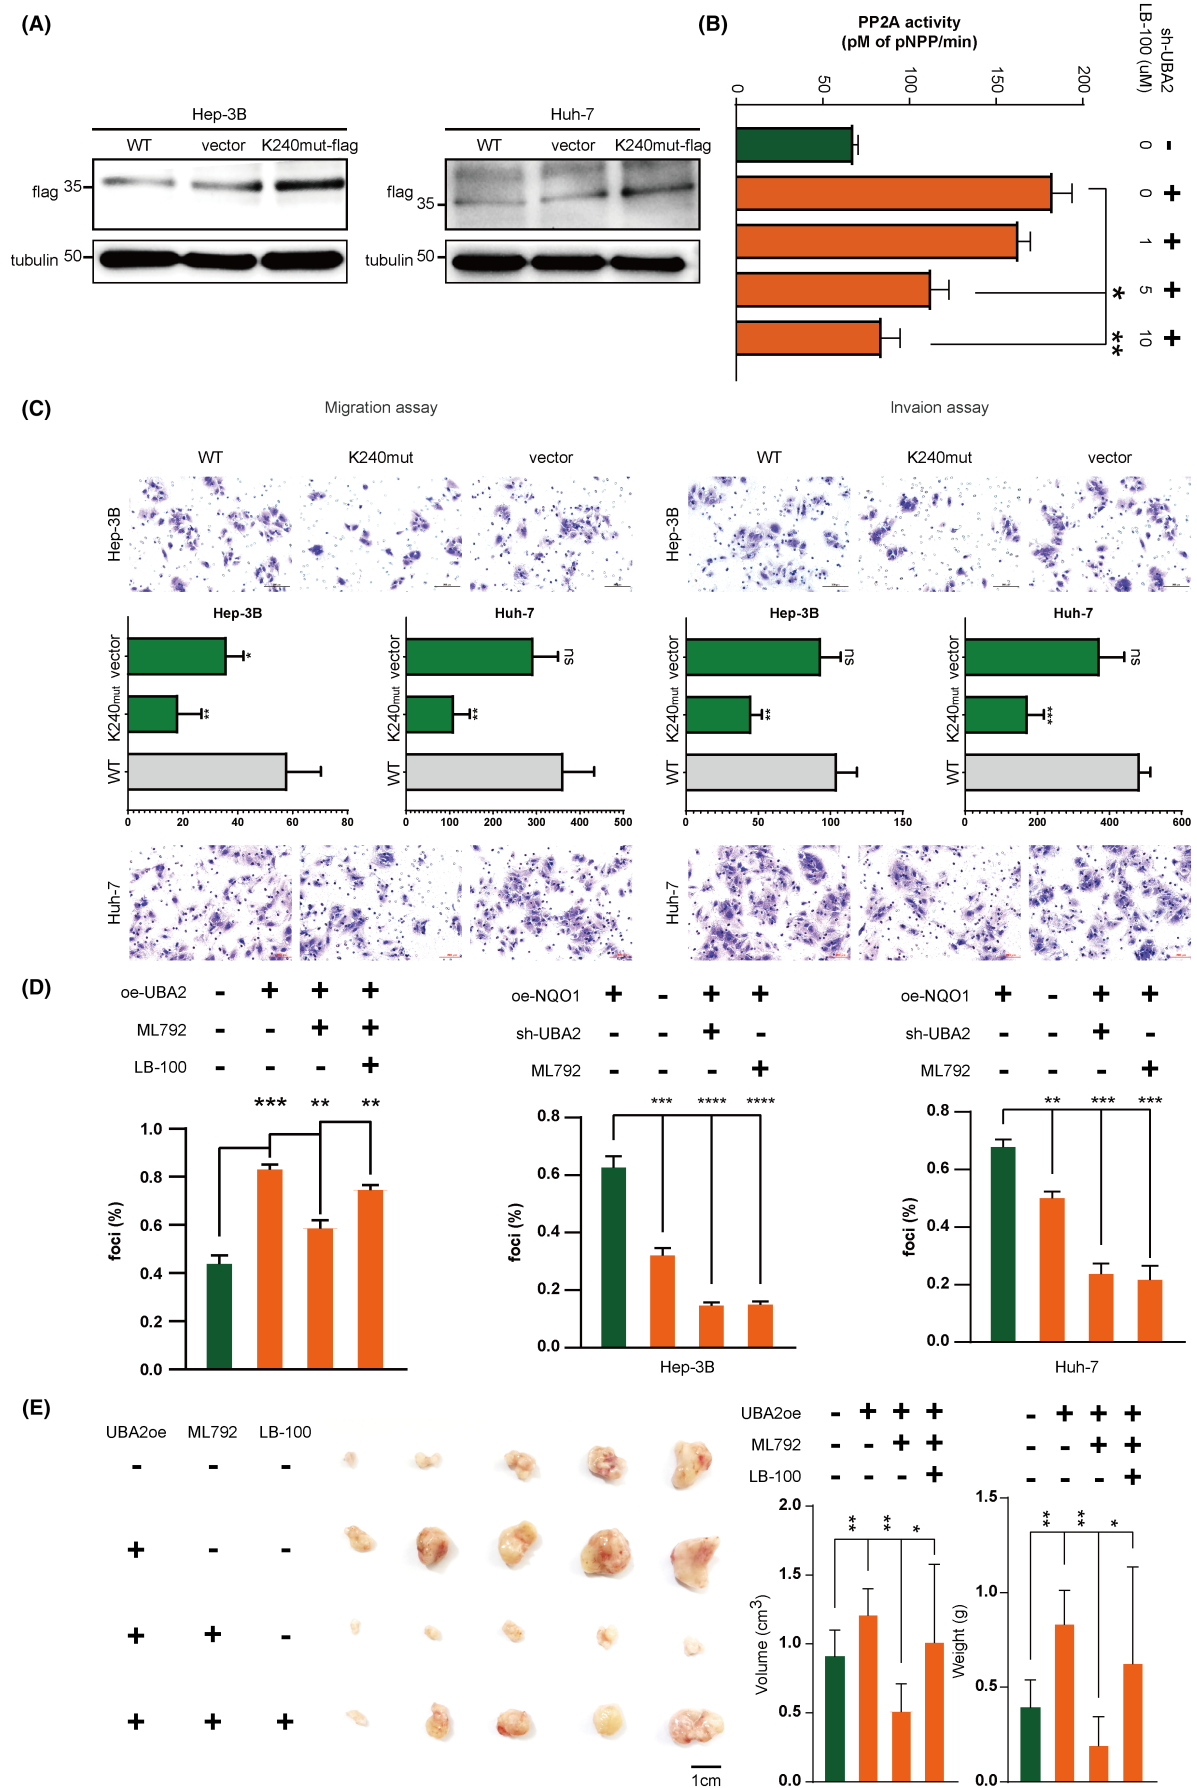 (A)
Hep-3B
WT vector K240mut-flag
flag 35
tubulin 50
Huh-7
WT vector K240mut-flag
flag 35
tubulin 50
(B)
PP2A activity
(pM of pNPP/min)
0 50 100 150 200
sh-UBA2 - + + + +
LB-100 (uM) 0 0 1 5 10
*
**
(C)
Migration assay
WT K240mut vector
Hep-3B
Invaion assay
WT K240mut vector
Hep-3B
Hep-3B
vector *
K240mut **
WT
0 20 40 60 80
Huh-7
vector ns
K240mut **
WT
0 100 200 300 400 500
Hep-3B
vector ns
K240mut **
WT
0 50 100 150
Huh-7
vector ns
K240mut ***
WT
0 200 400 600
Huh-7
Huh-7
(D)
oe-UBA2 - + + +
ML792 - - + +
LB-100 - - - +
*** ** **
foci (%)
1.0
0.8
0.6
0.4
0.2
0.0
oe-NQO1 + - + +
sh-UBA2 - - + -
ML792 - - - +
*** **** ****
foci (%)
0.8
0.6
0.4
0.2
0.0
Hep-3B
oe-NQO1 + - + +
sh-UBA2 - - + -
ML792 - - - +
** *** ***
foci (%)
0.8
0.6
0.4
0.2
0.0
Huh-7
(E)
UBA2oe ML792 LB-100
- - -
+ - -
+ + -
+ + +
1cm
UBA2oe - + + +
ML792 - - + +
LB-100 - - - +
** ** *
Volume (cm3)
2.0
1.5
1.0
0.5
0.0
- + + +
- - + +
- - - +
** ** *
Weight (g)
1.5
1.0
0.5
0.0